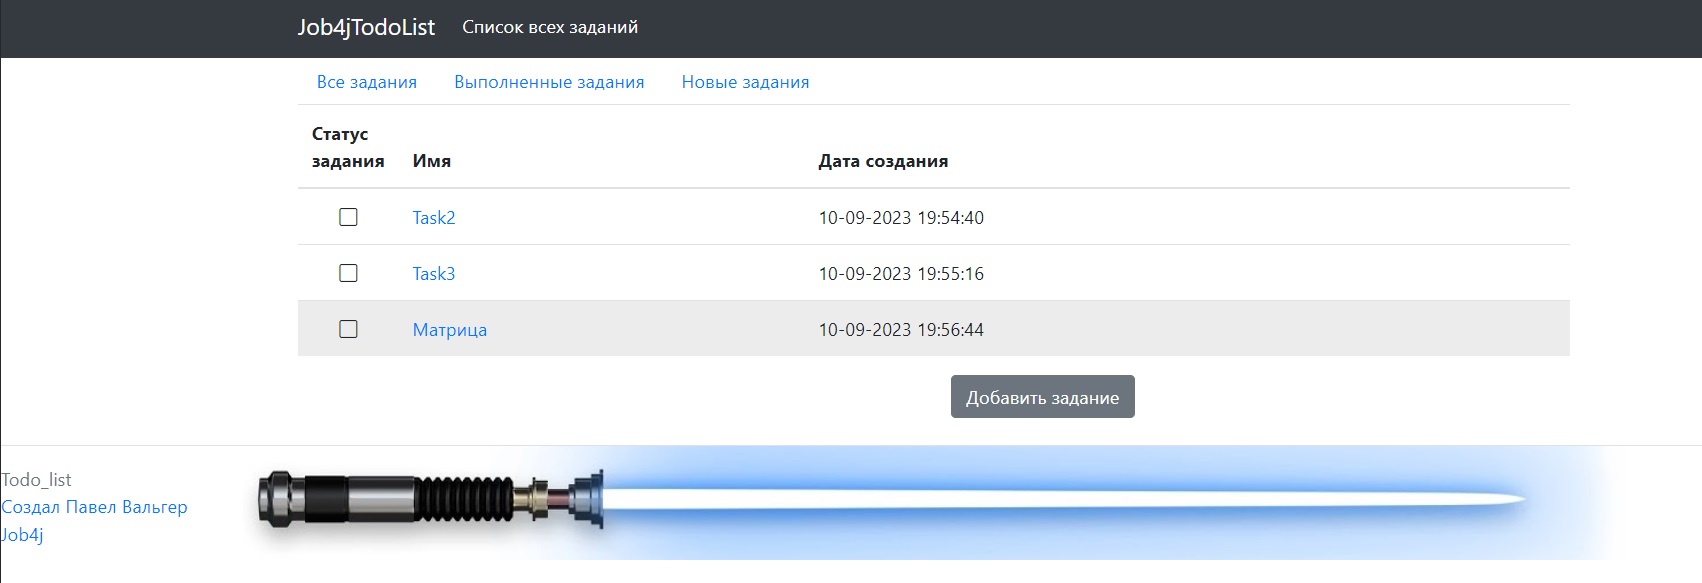 Job4jTodoList Список всех заданий
Все задания Выполненные задания Новые задания
Статус
задания Имя Дата создания
Task2 10-09-2023 19:54:40
Task3 10-09-2023 19:55:16
Матрица 10-09-2023 19:56:44
Добавить задание
Todo_list
Создал Павел Вальгер
Job4j